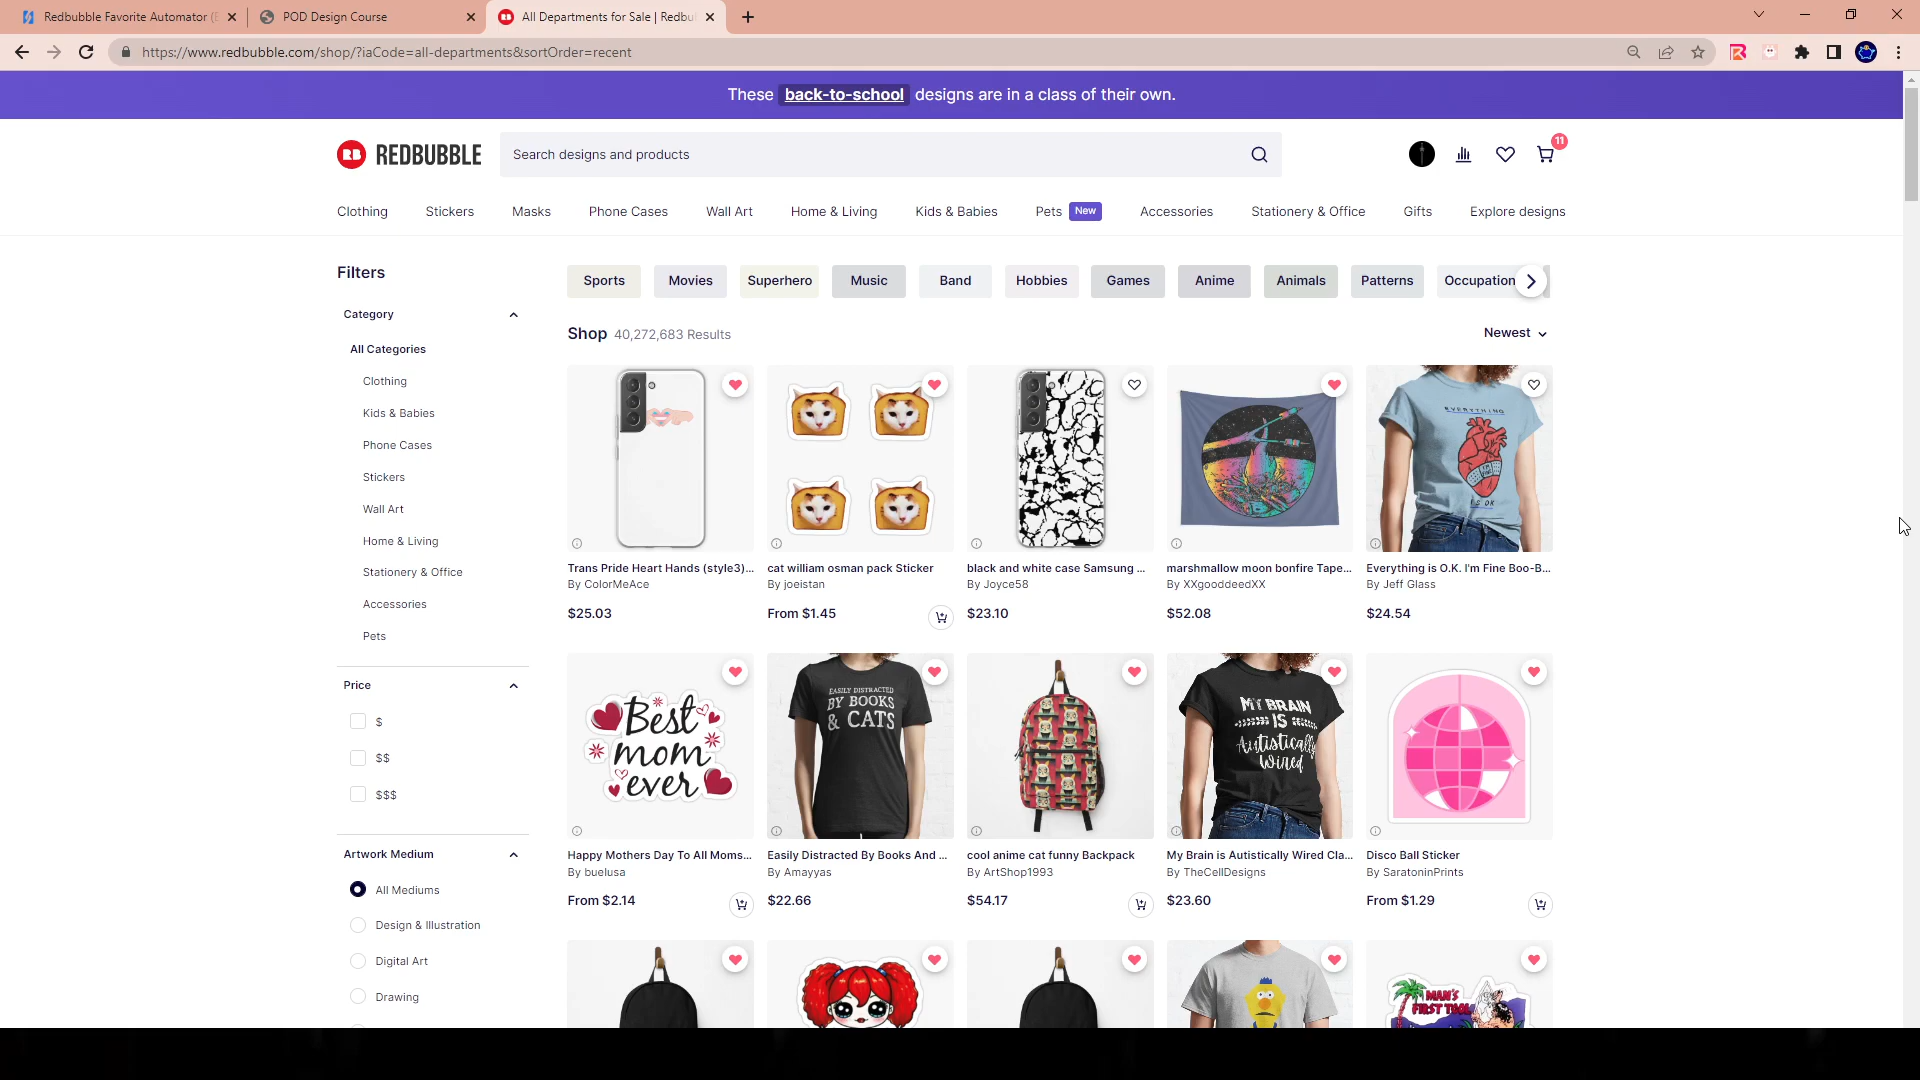 Redbubble Favorite Automator (
POD Design Course
All Departments for Sale | Redbu
https://www.redbubble.com/shop/?iaCode=all-departments&sortOrder=recent
These back-to-school designs are in a class of their own.
RB REDBUBBLE
Search designs and products
11
Clothing Stickers Masks Phone Cases Wall Art Home & Living Kids & Babies Pets New Accessories Stationery & Office Gifts Explore designs
Filters
Sports Movies Superhero Music Band Hobbies Games Anime Animals Patterns Occupation
Category
Shop 40,272,683 Results
Newest
All Categories
Clothing
Kids & Babies
Phone Cases
Stickers
Wall Art
Home & Living
Stationery & Office
Accessories
Pets
EVERYTHING
IS OK
Trans Pride Heart Hands (style3)...
By ColorMeAce
$25.03
cat william osman pack Sticker
By joeistan
From $1.45
black and white case Samsung ...
By Joyce58
$23.10
marshmallow moon bonfire Tape...
By XXgooddeedXX
$52.08
Everything is O.K. I'm Fine Boo-B...
By Jeff Glass
$24.54
Price
$
$$
$$$
Best
mom
ever
EASILY DISTRACTED
BY BOOKS
& CATS
MY BRAIN
IS
Autistically
Wired
Happy Mothers Day To All Moms...
By buelusa
From $2.14
Easily Distracted By Books And ...
By Amayyas
$22.66
cool anime cat funny Backpack
By ArtShop1993
$54.17
My Brain is Autistically Wired Cla...
By TheCellDesigns
$23.60
Disco Ball Sticker
By SaratoninPrints
From $1.29
Artwork Medium
All Mediums
Design & Illustration
Digital Art
Drawing
MAN'S
FIRST